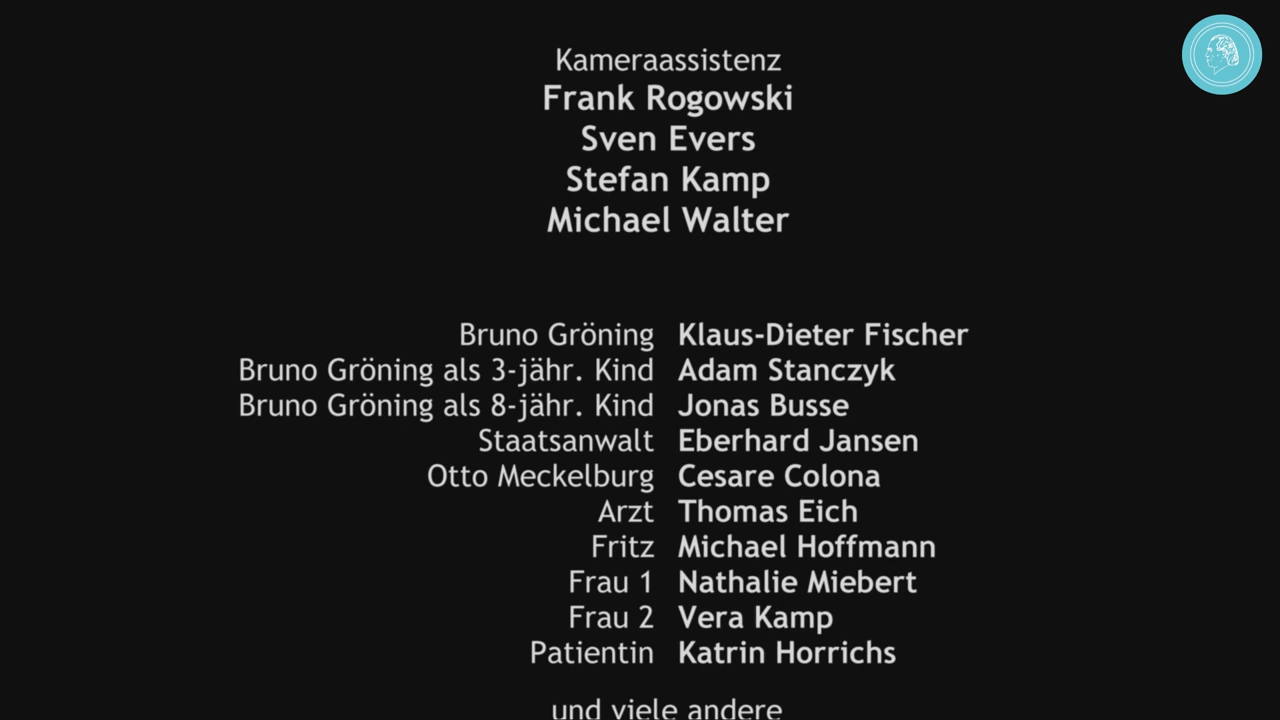 Kameraassistenz
Frank Rogowski
Sven Evers
Stefan Kamp
Michael Walter
Bruno Gröning Klaus-Dieter Fischer
Bruno Gröning als 3-jähr. Kind Adam Stanczyk
Bruno Gröning als 8-jähr. Kind Jonas Busse
Staatsanwalt Eberhard Jansen
Otto Meckelburg Cesare Colona
Arzt Thomas Eich
Fritz Michael Hoffmann
Frau 1 Nathalie Miebert
Frau 2 Vera Kamp
Patientin Katrin Horrichs
und viele andere